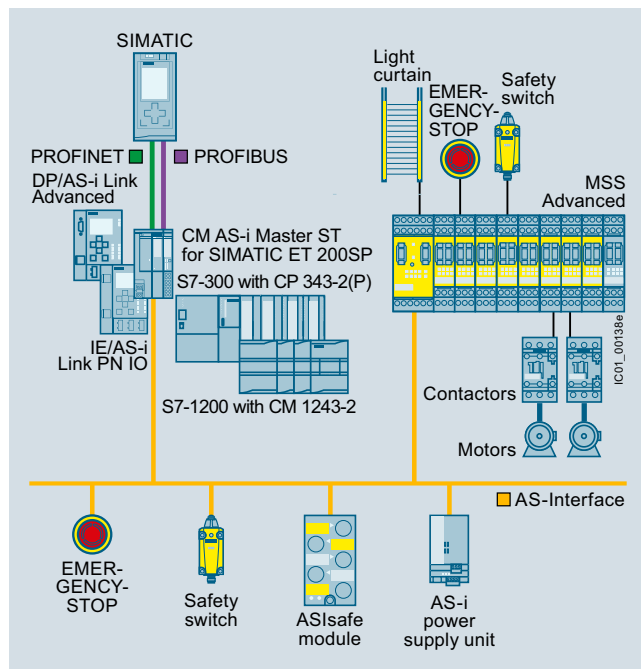 SIMATIC
Light
curtain
EMER-
GENCY-
STOP
Safety
switch
PROFINET
PROFIBUS
DP/AS-i Link
Advanced
MSS
Advanced
CM AS-i Master ST
for SIMATIC ET 200SP
S7-300 with CP 343-2(P)
IE/AS-i
Link PN IO
S7-1200 with CM 1243-2
IC01_00138e
Contactors
Motors
AS-Interface
EMER-
GENCY-
STOP
Safety
switch
ASIsafe
module
AS-i
power
supply unit